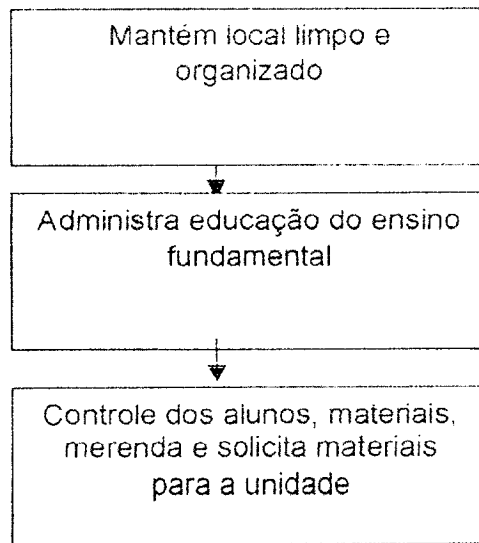 Mantém local limpo e
organizado
Administra educação do ensino
fundamental
Controle dos alunos, materiais,
merenda e solicita materiais
para a unidade